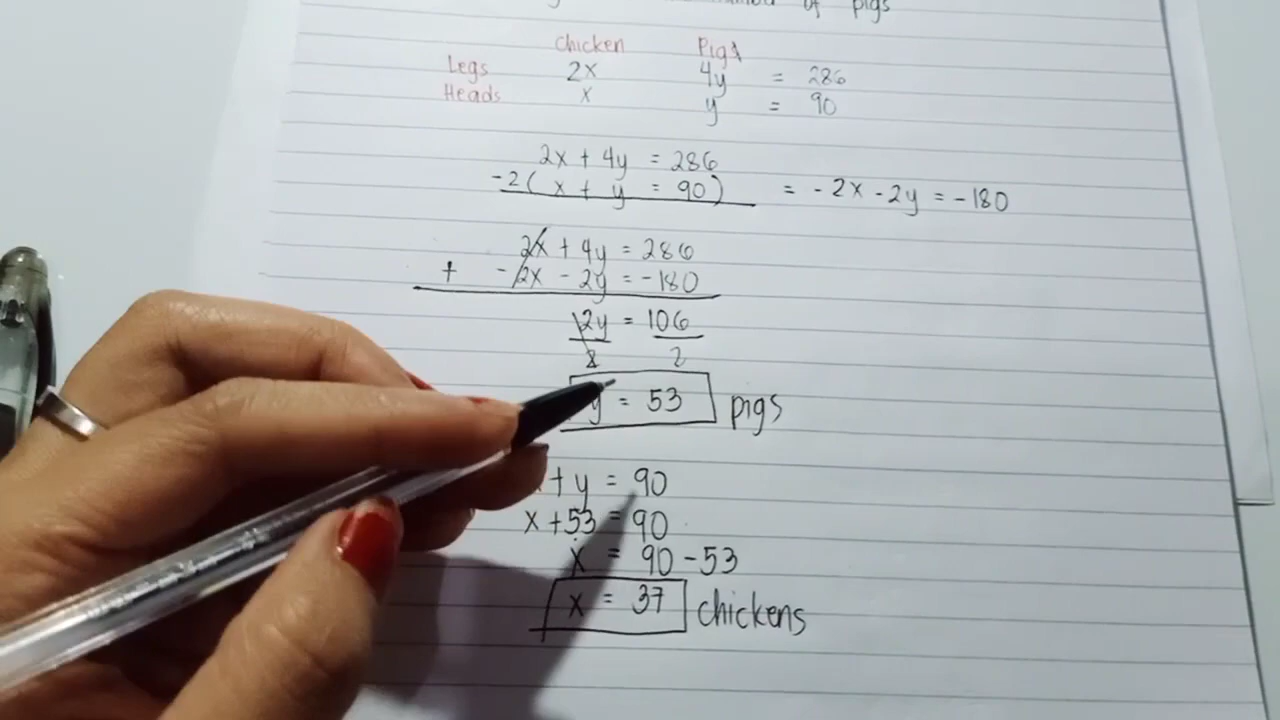 of pigs
Chicken Pigs
Legs 2x 4y = 286
Heads x y = 90
2x + 4y = 286
-2( x + y = 90) = - 2x - 2y = -180
2x + 4y = 286
+ - 2x - 2y = -180
2y = 106
2 2
y = 53 pigs
+ y = 90
x + 53 = 90
x = 90 - 53
x = 37 chickens